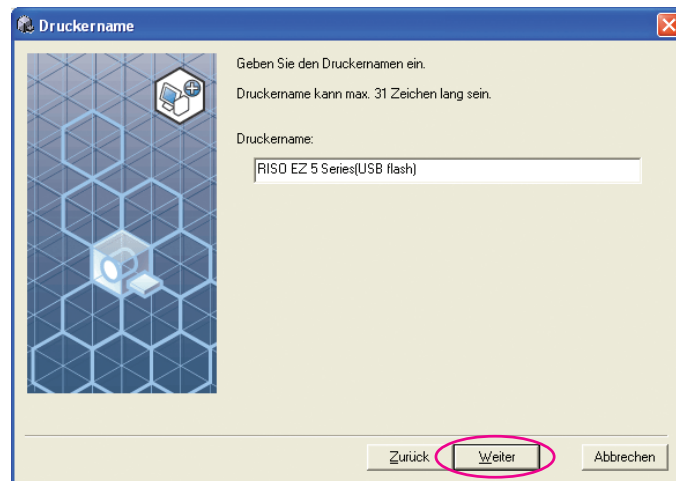 Druckername
Geben Sie den Druckernamen ein.
Druckername kann max. 31 Zeichen lang sein.
Druckername:
RISO EZ 5 Series(USB flash)
Zurück Weiter Abbrechen